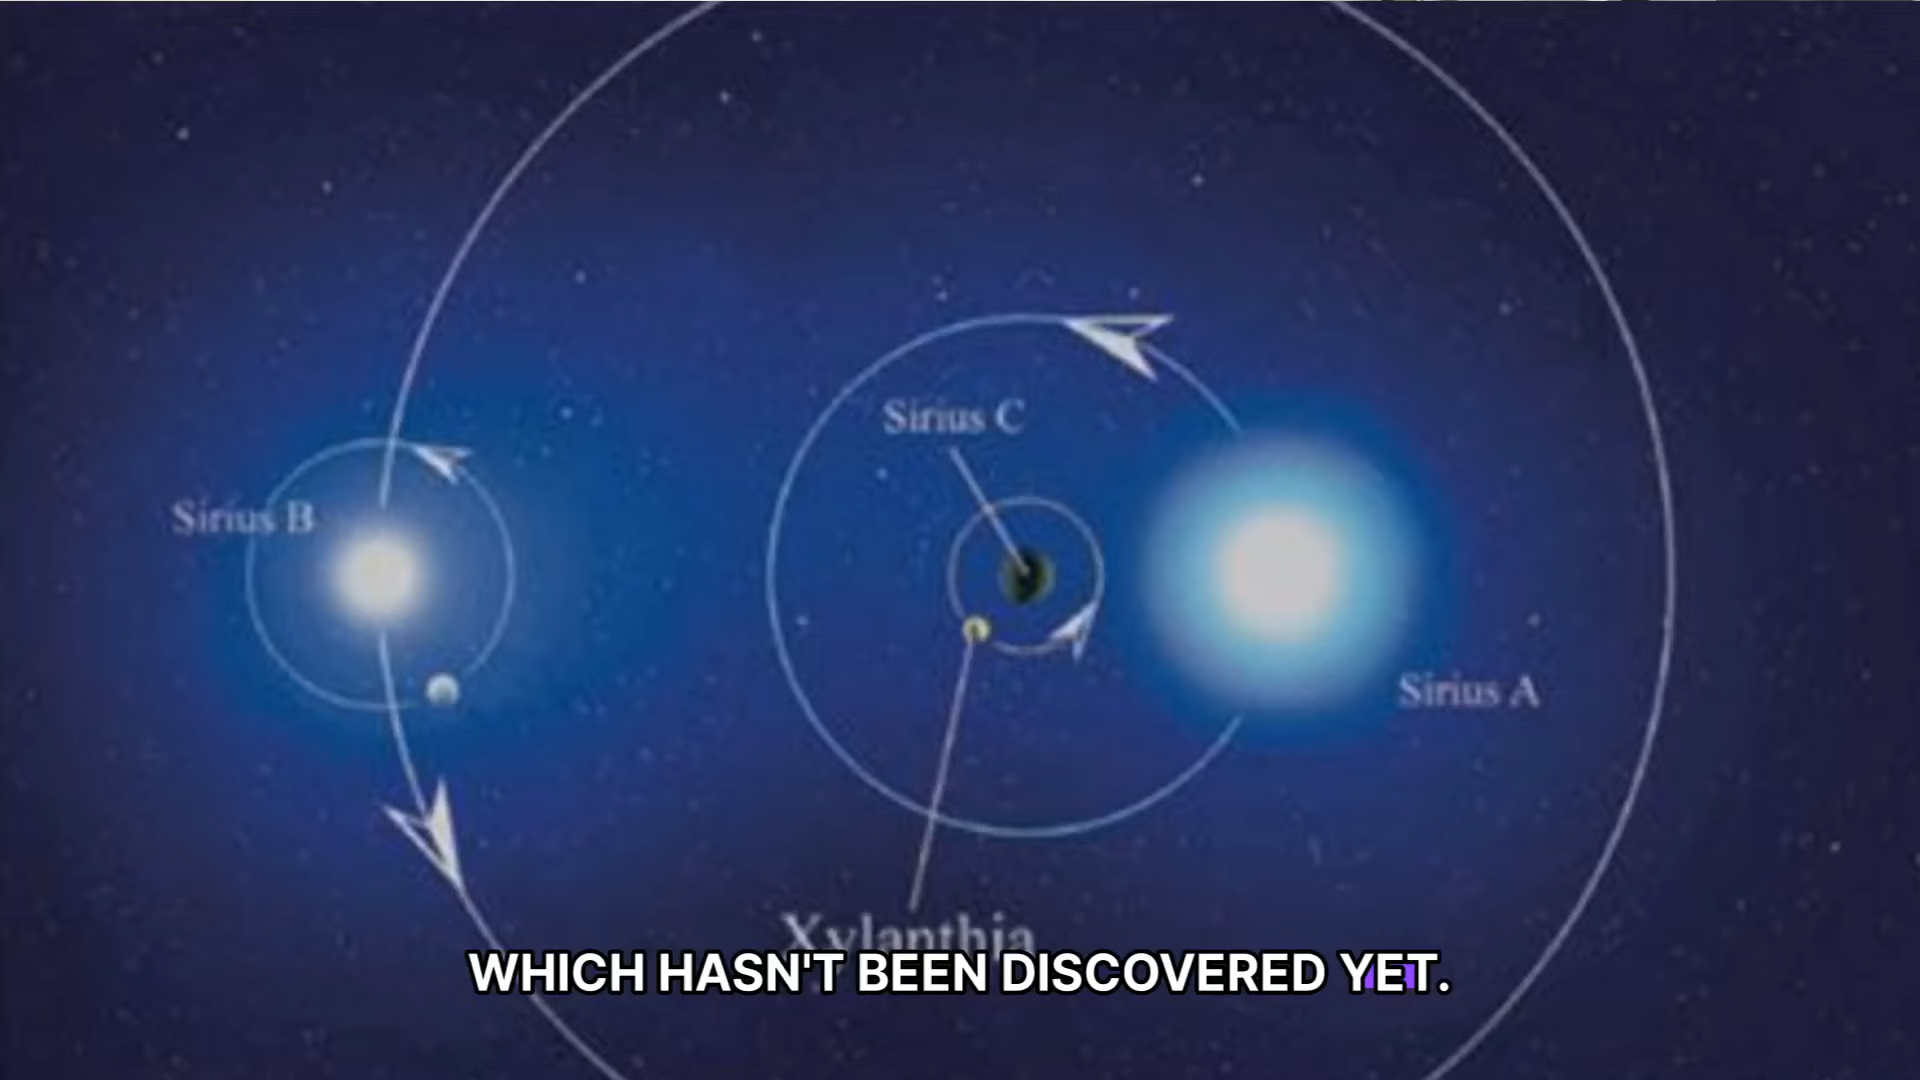 Sirius C
Sirius B
Sirius A
Xylanthia
WHICH HASN'T BEEN DISCOVERED YET.